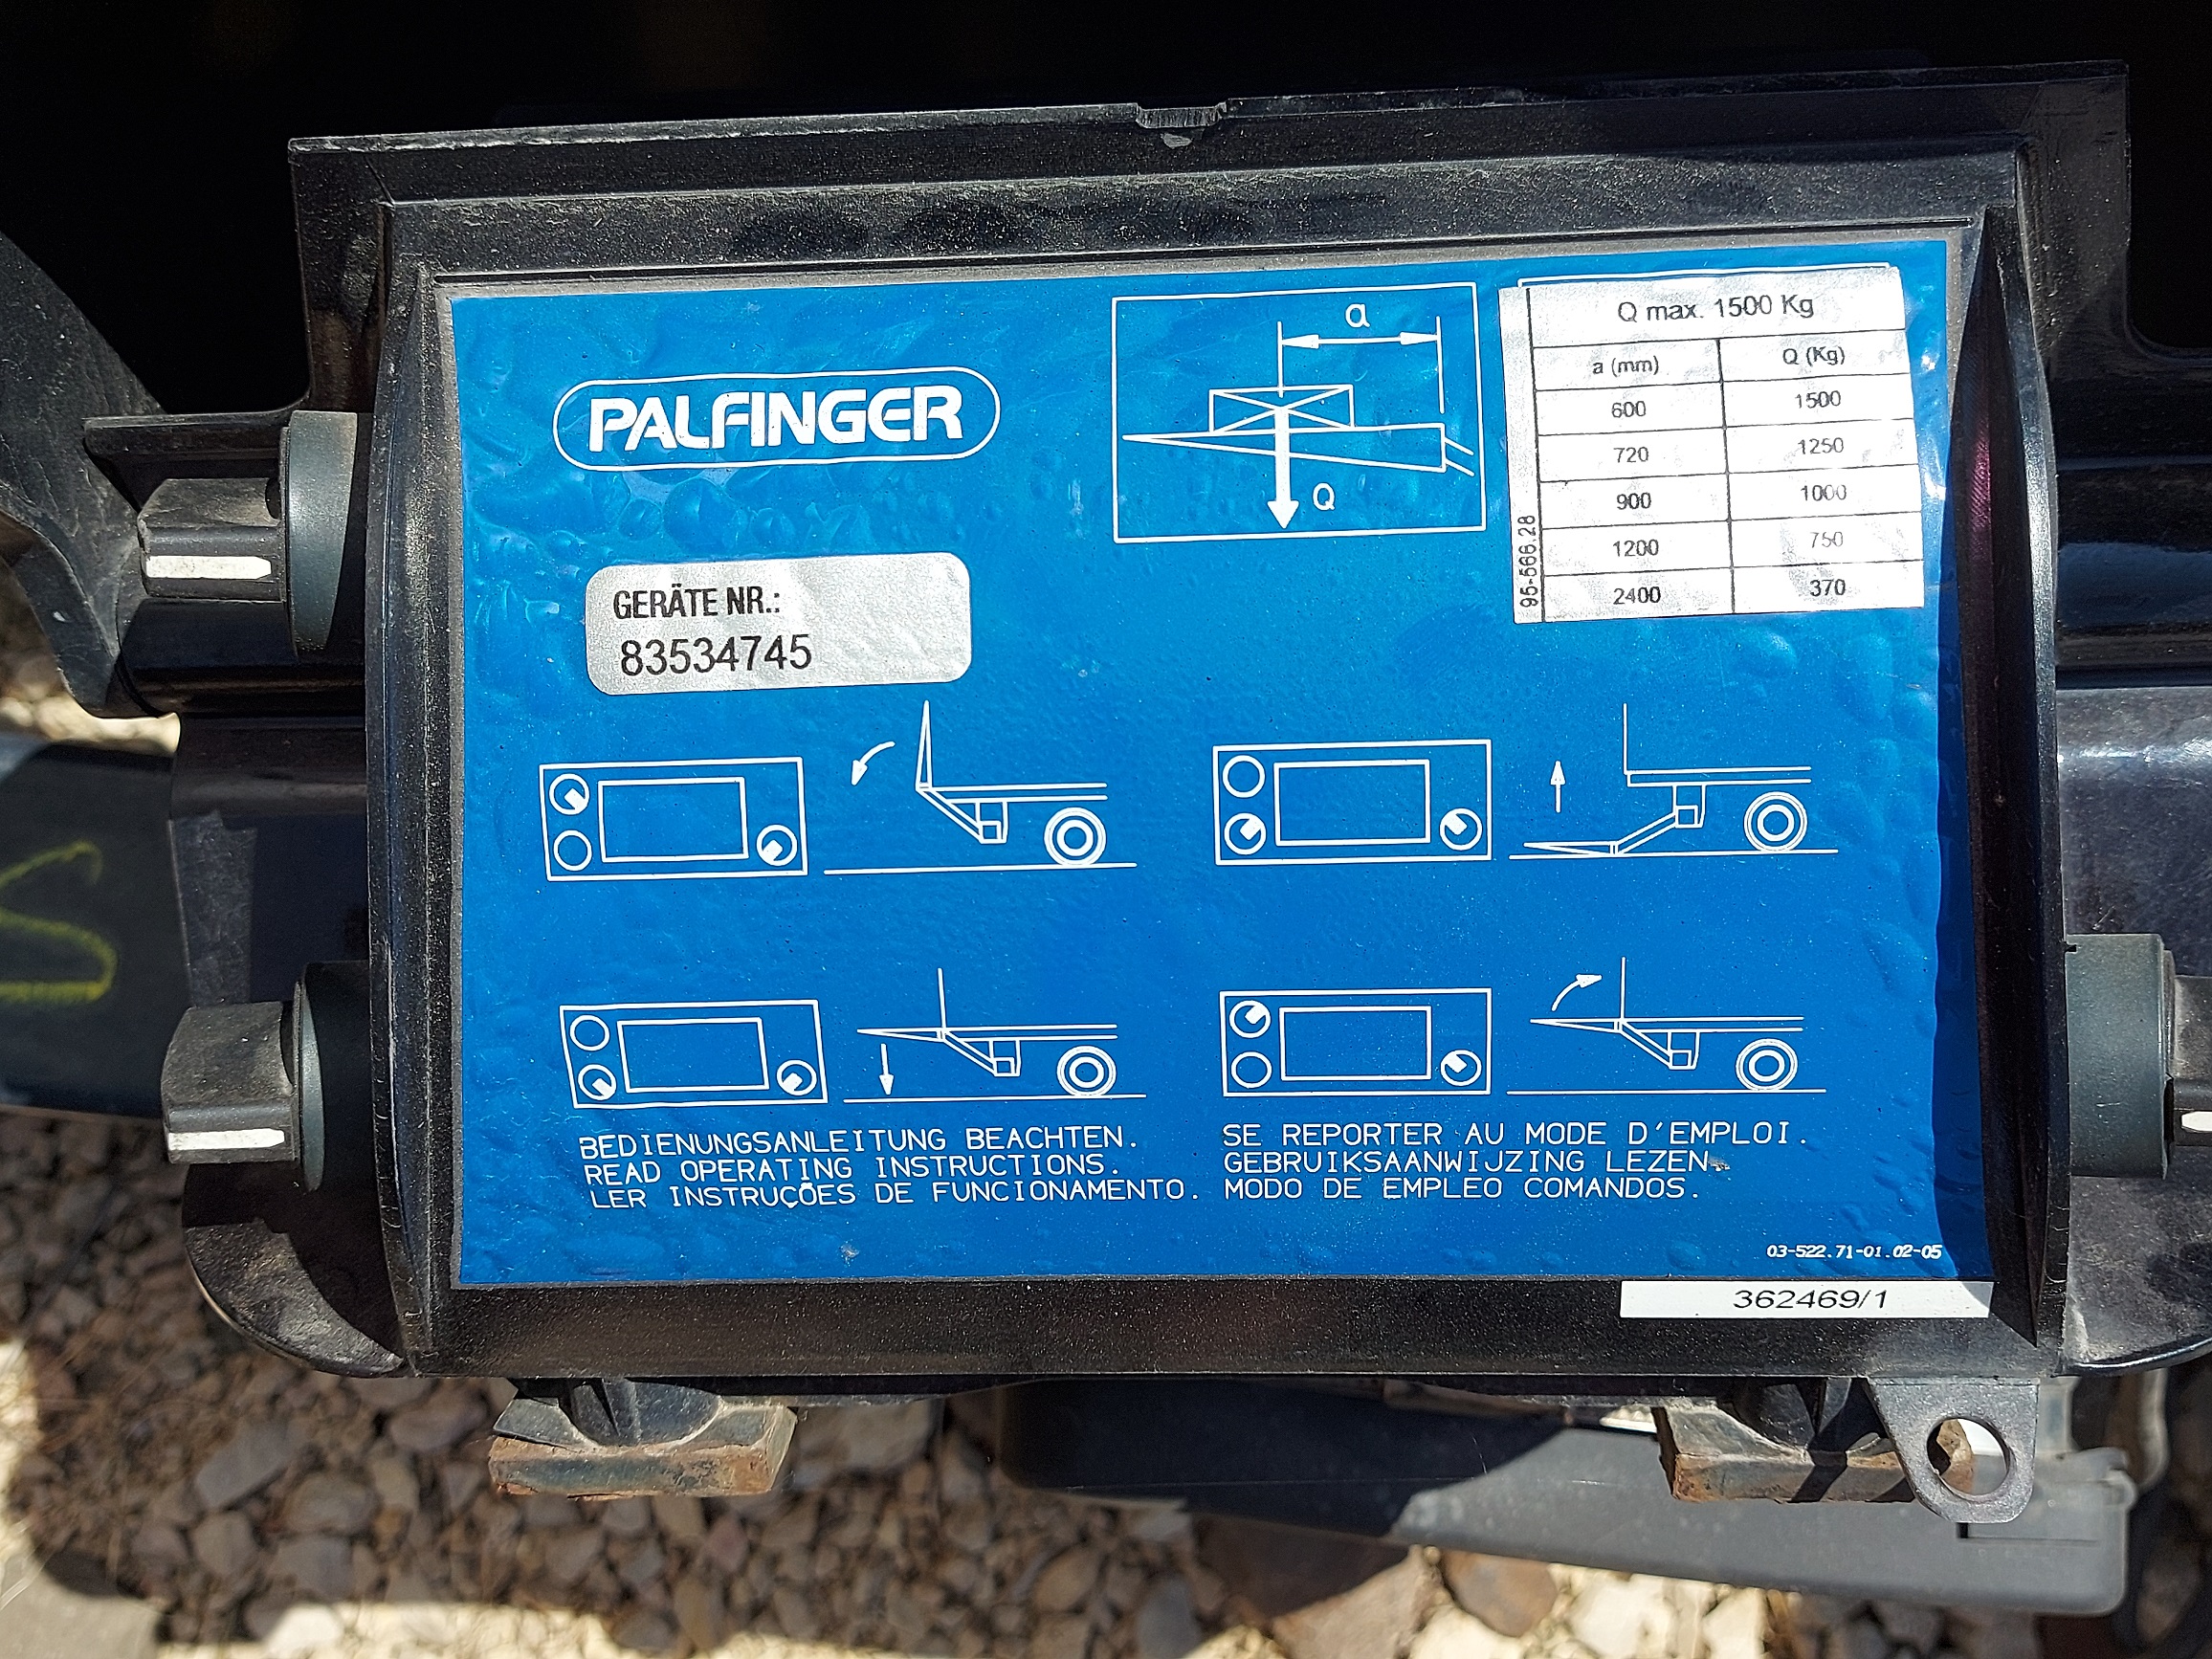 PALFINGER
a
Q
Q max. 1500 Kg
a (mm) Q (Kg)
600 1500
720 1250
900 1000
1200 750
2400 370
95-566.28
GERÄTE NR.:
83534745
BEDIENUNGSANLEITUNG BEACHTEN.
READ OPERATING INSTRUCTIONS.
LER INSTRUÇÕES DE FUNCIONAMENTO.
SE REPORTER AU MODE D'EMPLOI.
GEBRUIKSAANWIJZING LEZEN.
MODO DE EMPLEO COMANDOS.
03-522.71-01.02-05
362469/1